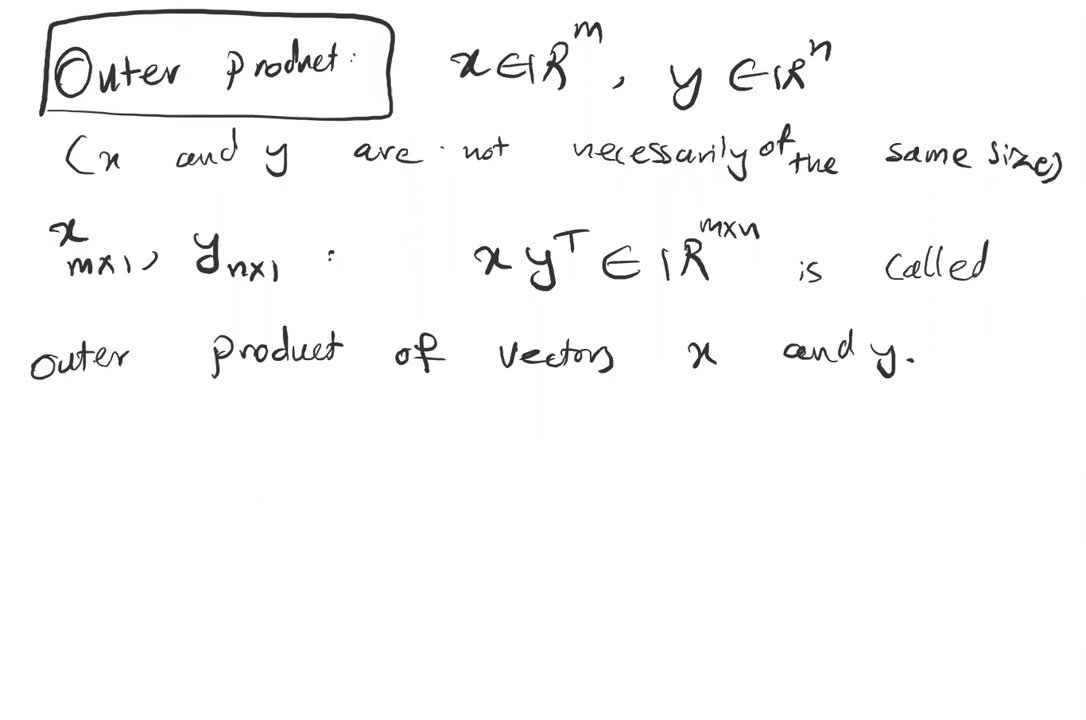 Outer product: x ∈ ℝ^m, y ∈ ℝ^n
(x and y are not necessarily of the same size)
x_{m×1}, y_{n×1} : x y^T ∈ ℝ^{m×n} is called
outer product of vectors x and y.